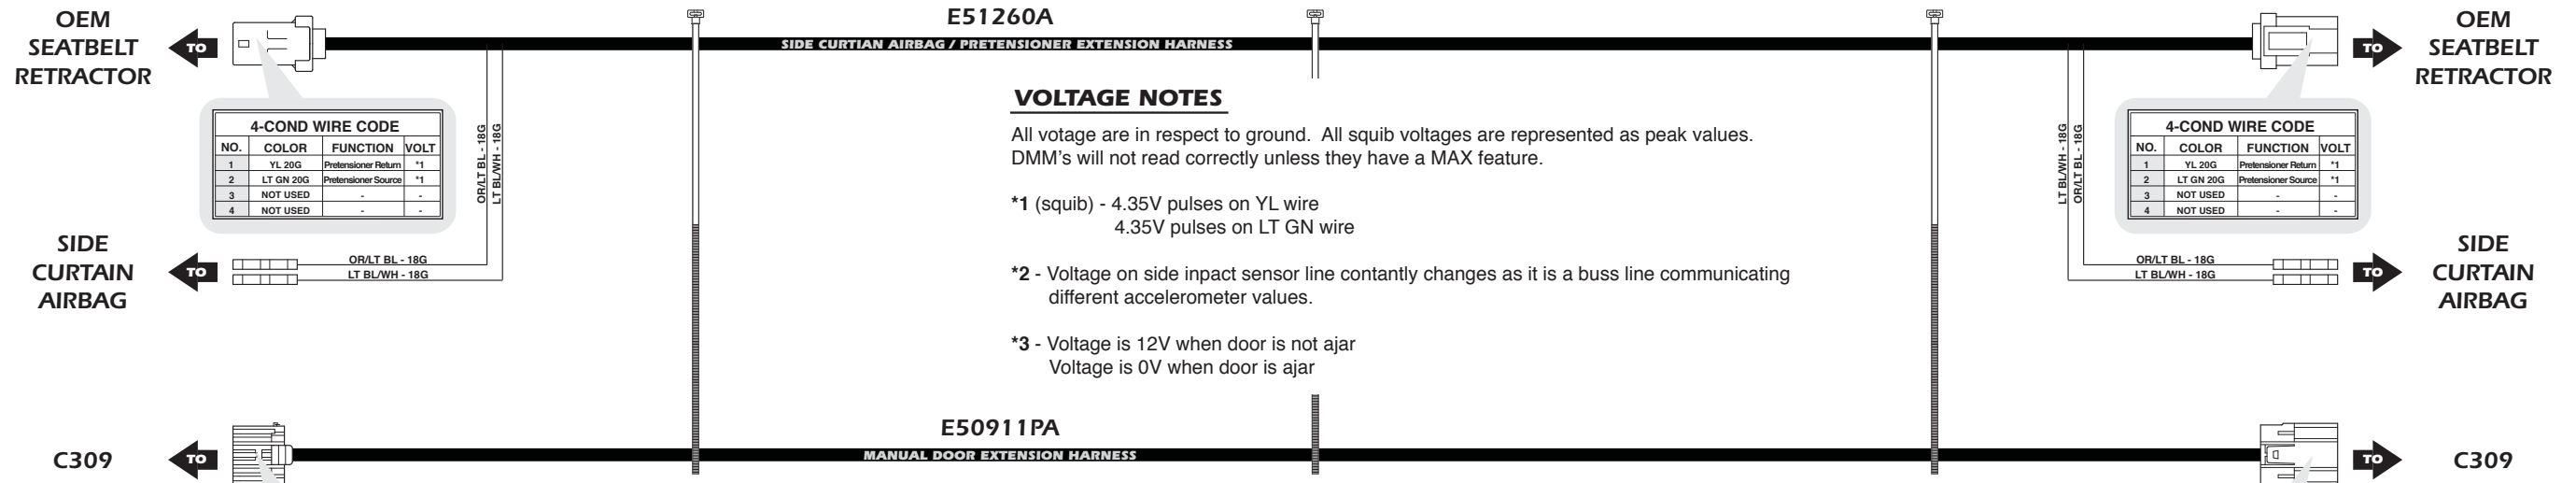 E51260A
SIDE CURTIAN AIRBAG / PRETENSIONER EXTENSION HARNESS
OEM
SEATBELT
RETRACTOR
TO
4-COND WIRE CODE
NO. COLOR FUNCTION VOLT
1 YL 20G Pretensioner Return *1
2 LT GN 20G Pretensioner Source *1
3 NOT USED - -
4 NOT USED - -
OR/LT BL - 18G
LT BL/WH - 18G
SIDE
CURTAIN
AIRBAG
TO
OR/LT BL - 18G
LT BL/WH - 18G
VOLTAGE NOTES
All votage are in respect to ground. All squib voltages are represented as peak values.
DMM's will not read correctly unless they have a MAX feature.
*1 (squib) - 4.35V pulses on YL wire
4.35V pulses on LT GN wire
*2 - Voltage on side inpact sensor line contantly changes as it is a buss line communicating
different accelerometer values.
*3 - Voltage is 12V when door is not ajar
Voltage is 0V when door is ajar
TO
OEM
SEATBELT
RETRACTOR
LT BL/WH - 18G
OR/LT BL - 18G
4-COND WIRE CODE
NO. COLOR FUNCTION VOLT
1 YL 20G Pretensioner Return *1
2 LT GN 20G Pretensioner Source *1
3 NOT USED - -
4 NOT USED - -
OR/LT BL - 18G
LT BL/WH - 18G
TO
SIDE
CURTAIN
AIRBAG
E50911PA
C309
TO
MANUAL DOOR EXTENSION HARNESS
TO
C309